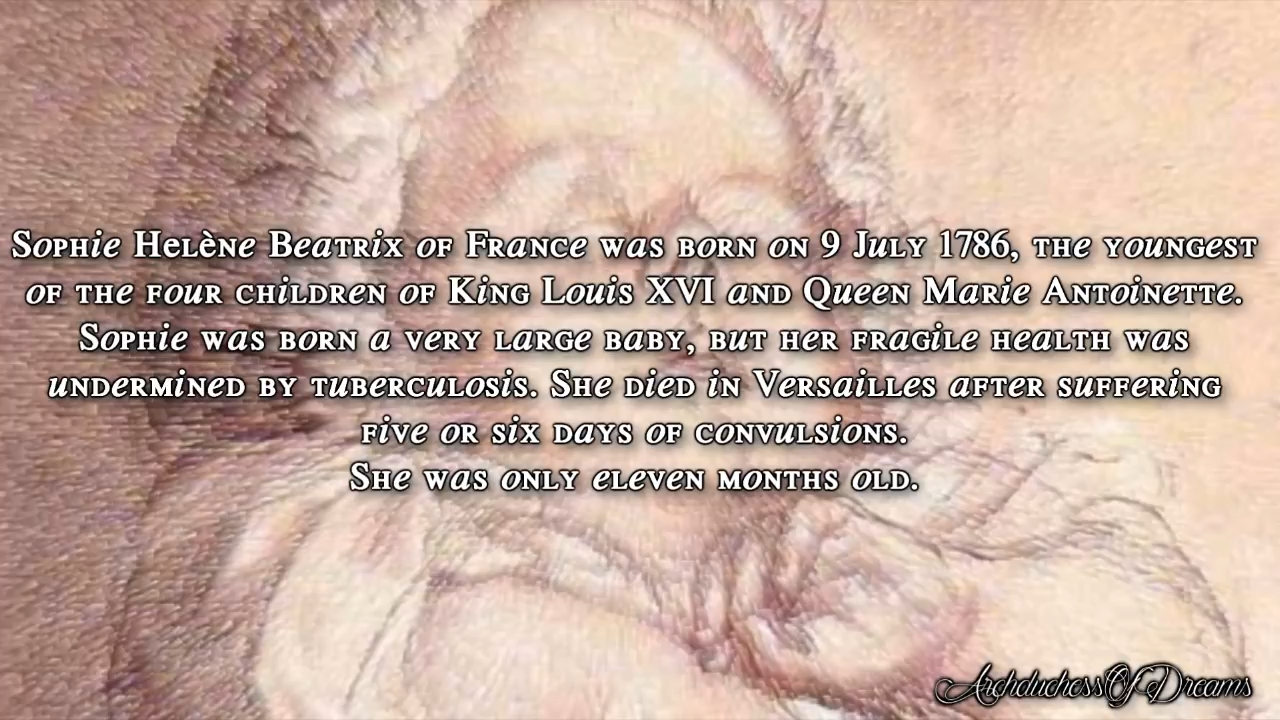 Sophie Helène Beatrix of France was born on 9 July 1786, the youngest
of the four children of King Louis XVI and Queen Marie Antoinette.
Sophie was born a very large baby, but her fragile health was
undermined by tuberculosis. She died in Versailles after suffering
five or six days of convulsions.
She was only eleven months old.
ArchduchessOfDreams